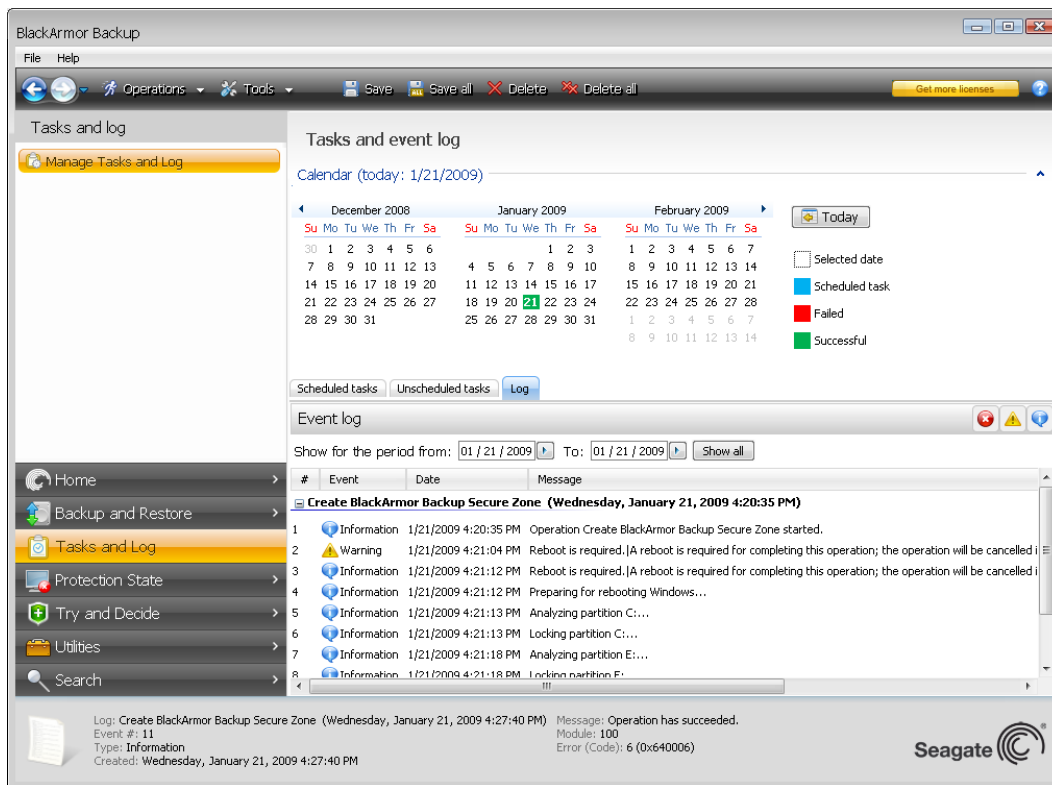 BlackArmor Backup
File Help
Operations Tools Save Save all Delete Delete all Get more licenses ?
Tasks and log
Manage Tasks and Log
Tasks and event log
Calendar (today: 1/21/2009)
December 2008 January 2009 February 2009
Su Mo Tu We Th Fr Sa Su Mo Tu We Th Fr Sa Su Mo Tu We Th Fr Sa
30 1 2 3 4 5 6 1 2 3 1 2 3 4 5 6 7
7 8 9 10 11 12 13 4 5 6 7 8 9 10 8 9 10 11 12 13 14
14 15 16 17 18 19 20 11 12 13 14 15 16 17 15 16 17 18 19 20 21
21 22 23 24 25 26 27 18 19 20 21 22 23 24 22 23 24 25 26 27 28
28 29 30 31 25 26 27 28 29 30 31 1 2 3 4 5 6 7
8 9 10 11 12 13 14
Today
Selected date
Scheduled task
Failed
Successful
Scheduled tasks Unscheduled tasks Log
Event log
Show for the period from: 01 / 21 / 2009 To: 01 / 21 / 2009 Show all
# Event Date Message
Create BlackArmor Backup Secure Zone (Wednesday, January 21, 2009 4:20:35 PM)
1 Information 1/21/2009 4:20:35 PM Operation Create BlackArmor Backup Secure Zone started.
2 Warning 1/21/2009 4:21:04 PM Reboot is required.|A reboot is required for completing this operation; the operation will be cancelled i
3 Information 1/21/2009 4:21:12 PM Reboot is required.|A reboot is required for completing this operation; the operation will be cancelled i
4 Information 1/21/2009 4:21:12 PM Preparing for rebooting Windows...
5 Information 1/21/2009 4:21:13 PM Analyzing partition C:...
6 Information 1/21/2009 4:21:13 PM Locking partition C:...
7 Information 1/21/2009 4:21:18 PM Analyzing partition E:...
8 Information 1/21/2009 4:21:18 PM Locking partition E:
Home
Backup and Restore
Tasks and Log
Protection State
Try and Decide
Utilities
Search
Log: Create BlackArmor Backup Secure Zone (Wednesday, January 21, 2009 4:27:40 PM)
Event #: 11
Type: Information
Created: Wednesday, January 21, 2009 4:27:40 PM
Message: Operation has succeeded.
Module: 100
Error (Code): 6 (0x640006)
Seagate